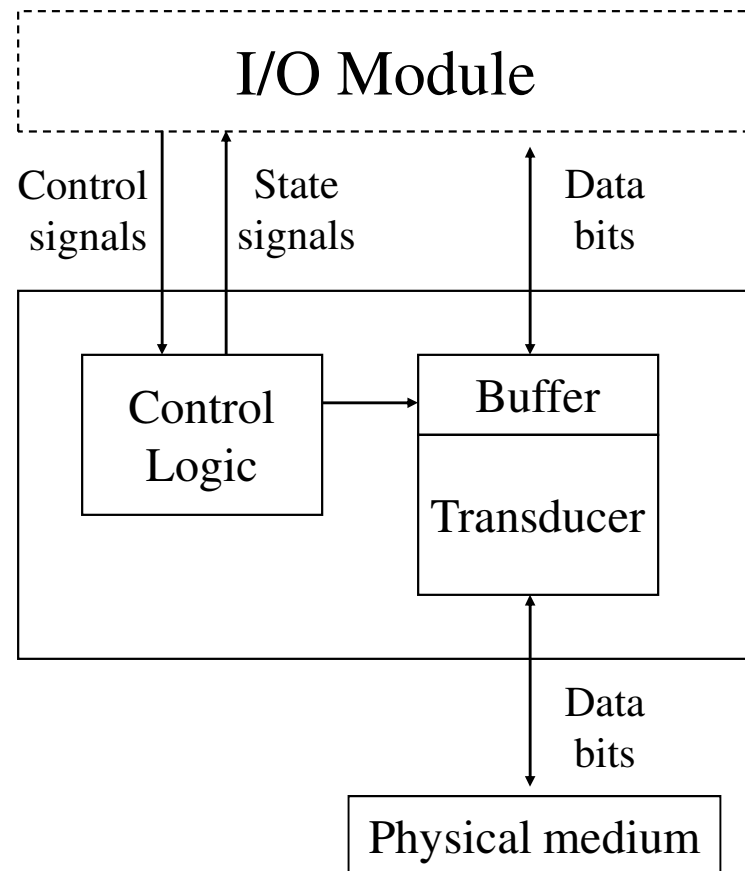 I/O Module
Control
signals
State
signals
Data
bits
Control
Logic
Buffer
Transducer
Data
bits
Physical medium